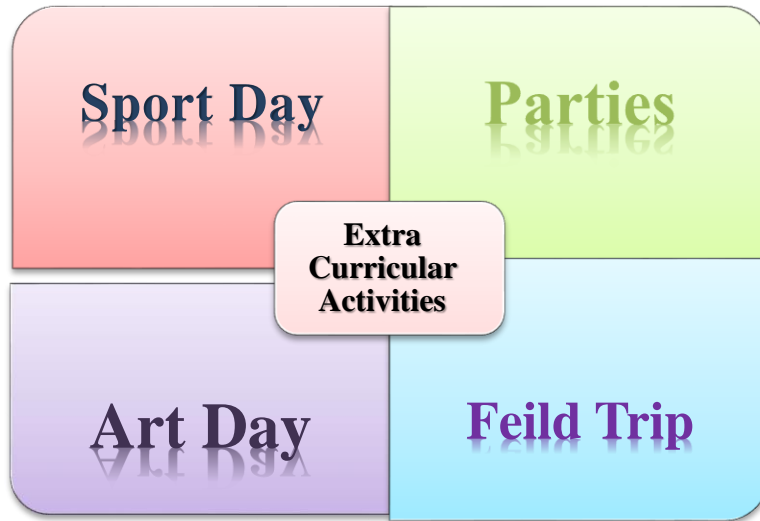 Sport Day
Parties
Extra
Curricular
Activities
Art Day
Feild Trip